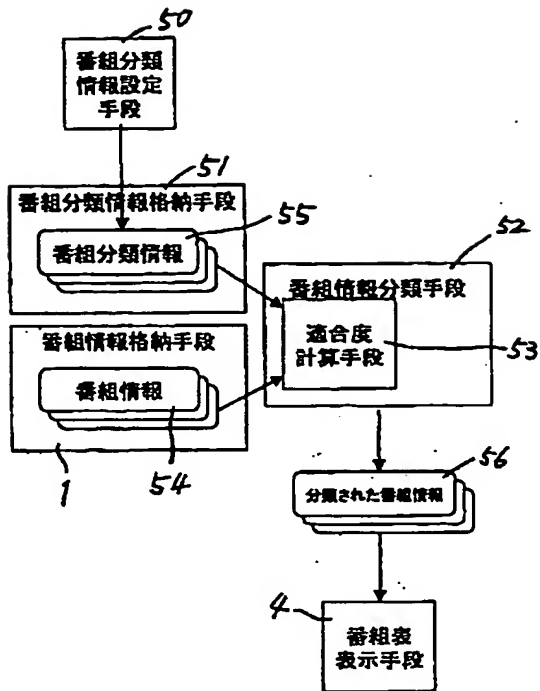 50
番組分類
情報設定
手段
51
番組分類情報格納手段
55
番組分類情報
52
番組情報分類手段
適合度
計算手段
53
番組情報格納手段
番組情報
1
54
56
分類された番組情報
4
番組表
表示手段